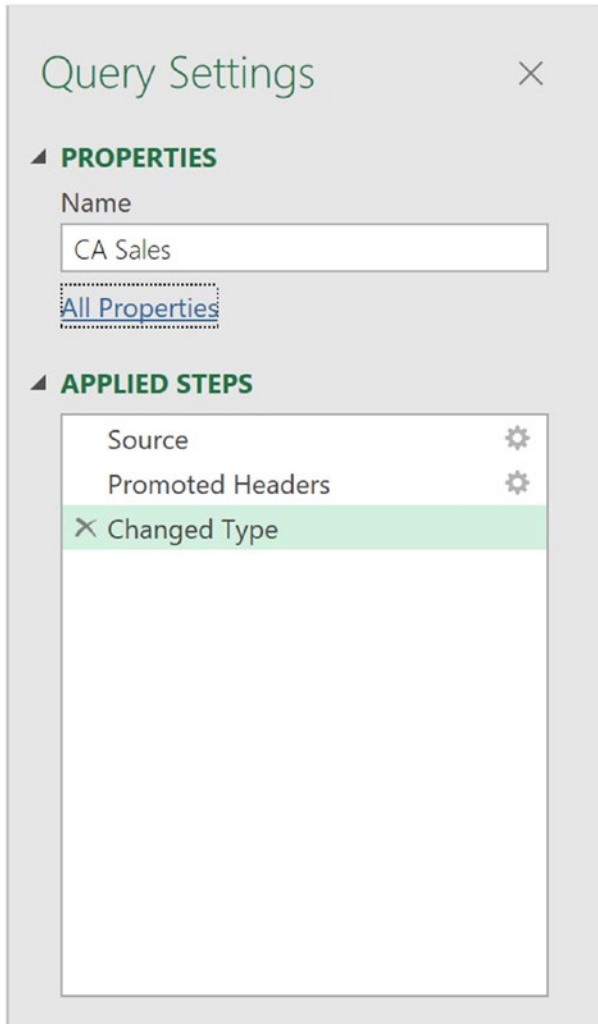 Query Settings
PROPERTIES
Name
CA Sales
All Properties
APPLIED STEPS
Source
Promoted Headers
Changed Type